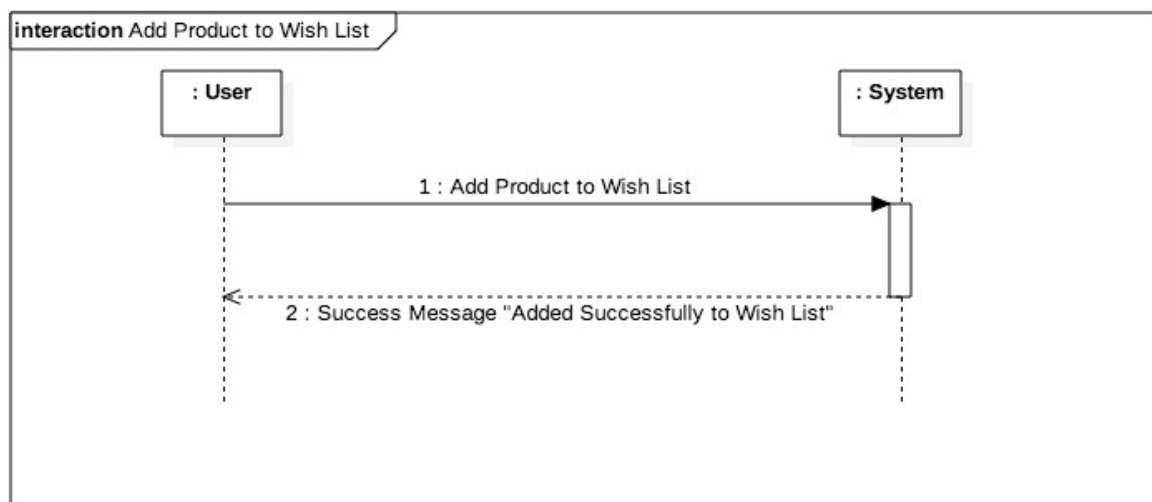 interaction Add Product to Wish List
: User
: System
1 : Add Product to Wish List
2 : Success Message "Added Successfully to Wish List"